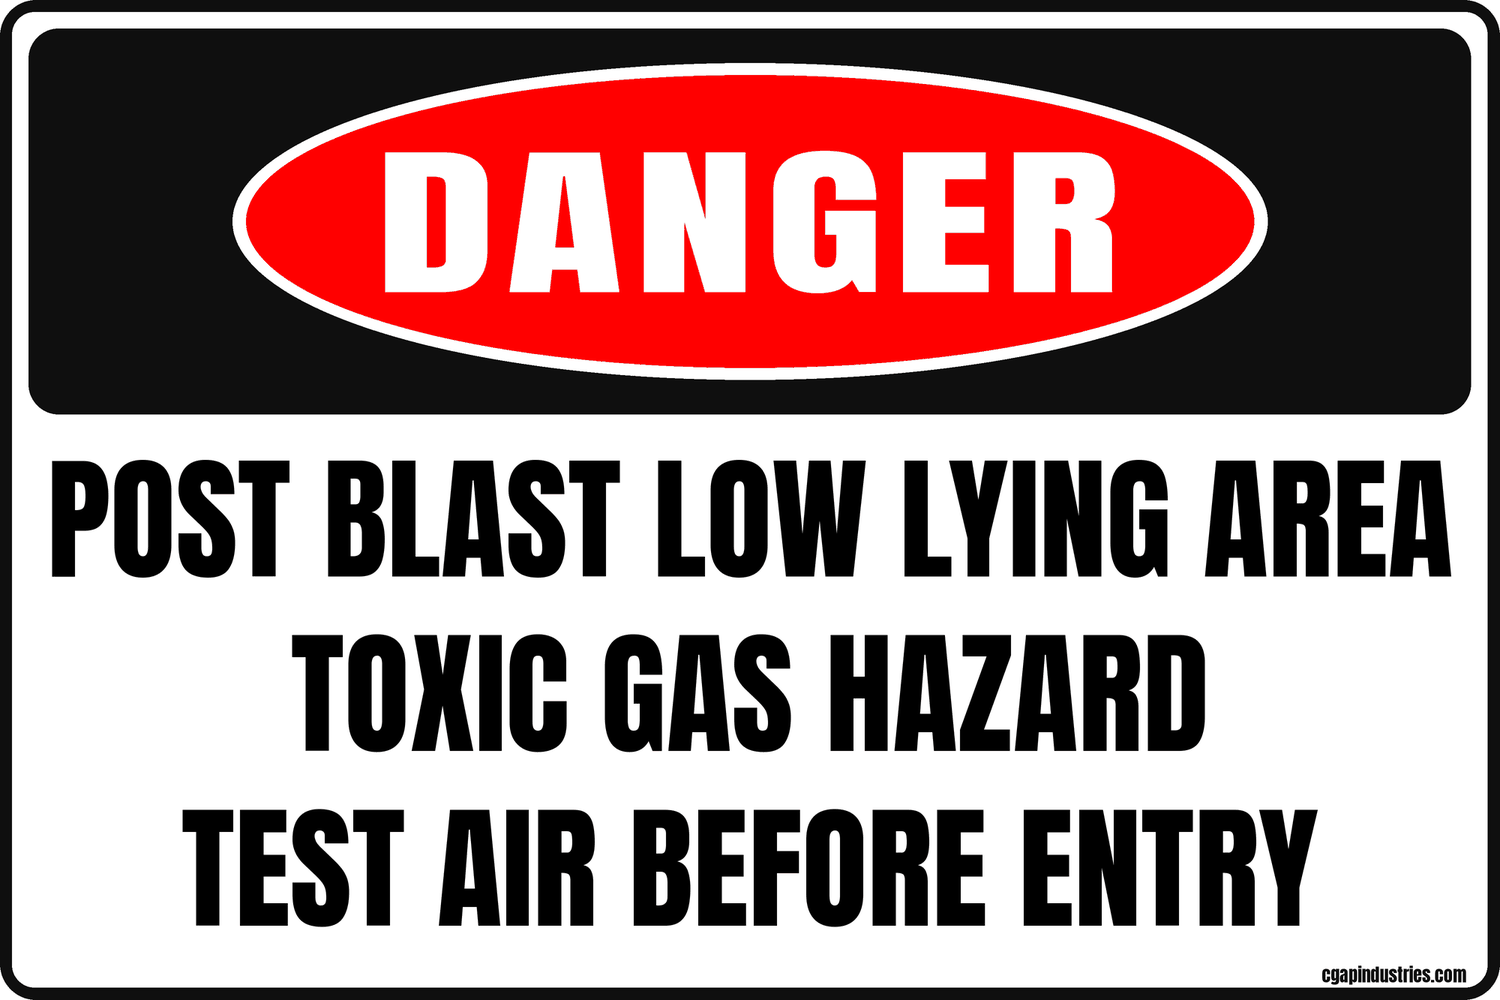 DANGER
POST BLAST LOW LYING AREA
TOXIC GAS HAZARD
TEST AIR BEFORE ENTRY
cgapindustries.com